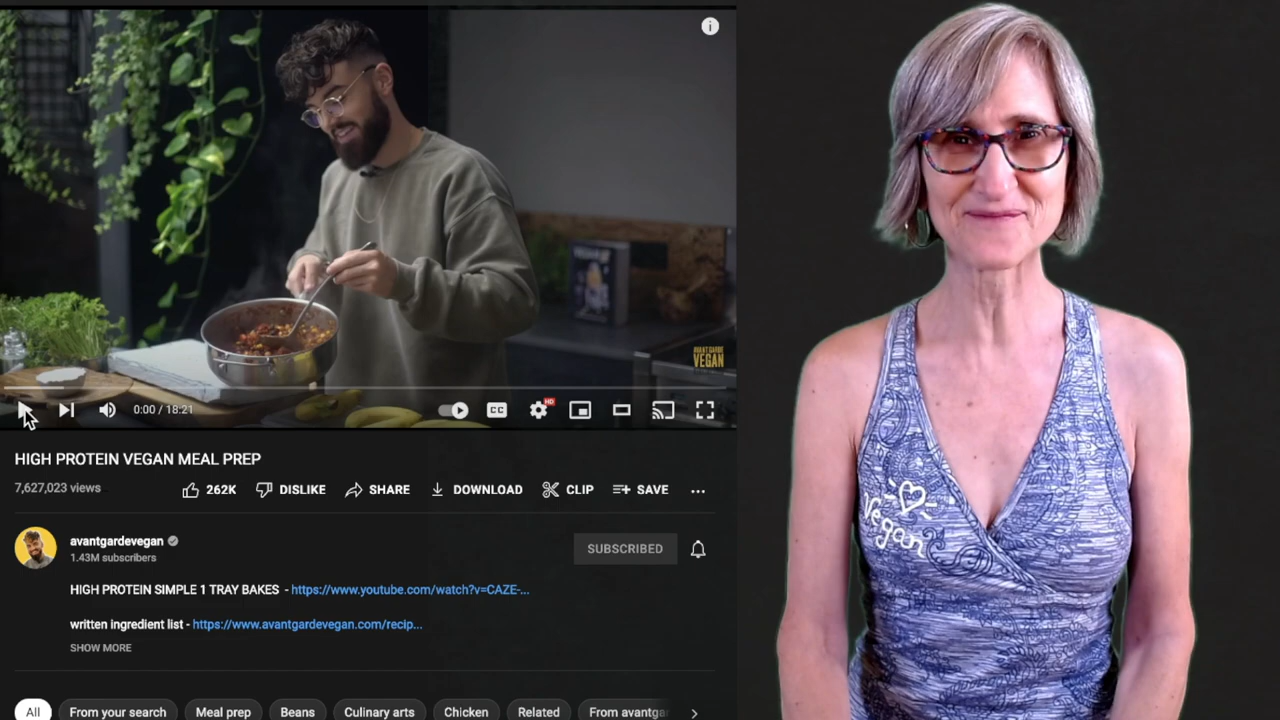 i
AVANT GARDE
VEGAN
0:00 / 18:21
CC
HD
HIGH PROTEIN VEGAN MEAL PREP
7,627,023 views
262K
DISLIKE
SHARE
DOWNLOAD
CLIP
SAVE
...
avantgardevegan
1.43M subscribers
SUBSCRIBED
HIGH PROTEIN SIMPLE 1 TRAY BAKES - https://www.youtube.com/watch?v=CAZE-...
written ingredient list - https://www.avantgardevegan.com/recip...
SHOW MORE
All
From your search
Meal prep
Beans
Culinary arts
Chicken
Related
From avantga
Vegan